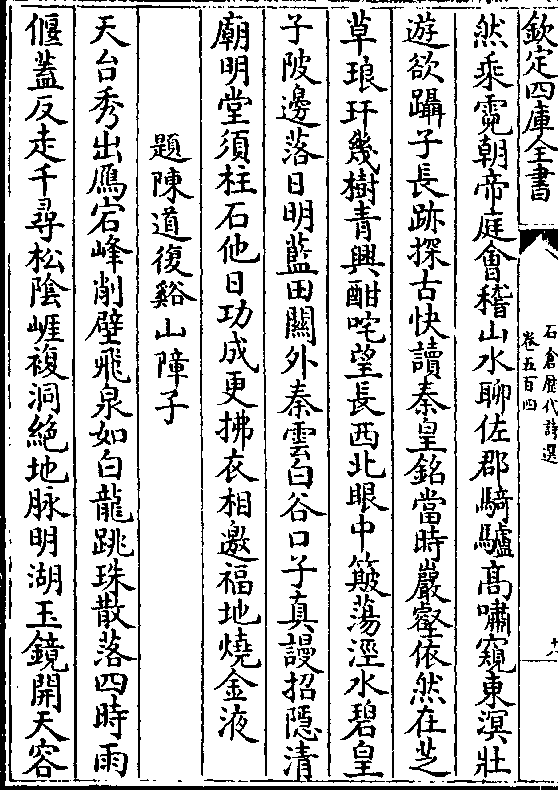 欽定四庫全書
石倉歴代詩選
卷五百四
然乘霓朝帝庭會稽山水聊佐郡騎驢高嘯窺東溟壯
遊欲躡子長跡探古快讀秦皇銘當時巖壑依然在芝
草琅玕幾樹青興酣咤望長西北眼中簸蕩涇水碧皇
子陂邊落日明藍田關外秦雲白谷口子真謾招隠清
廟明堂須柱石他日功成更拂衣相邀福地燒金液
題陳道復谿山障子
天台秀出鴈宕峰削壁飛泉如白龍跳珠散落四時雨
偃蓋反走千尋松陰崕複洞絶地脉明湖玉鏡開天容